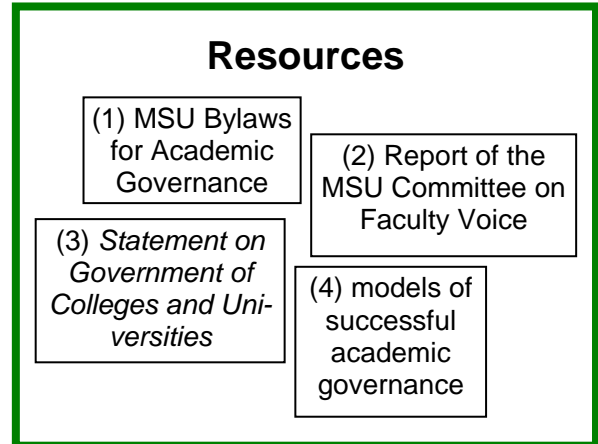 Resources
(1) MSU Bylaws
for Academic
Governance
(2) Report of the
MSU Committee on
Faculty Voice
(3) Statement on
Government of
Colleges and Uni-
versities
(4) models of
successful
academic
governance